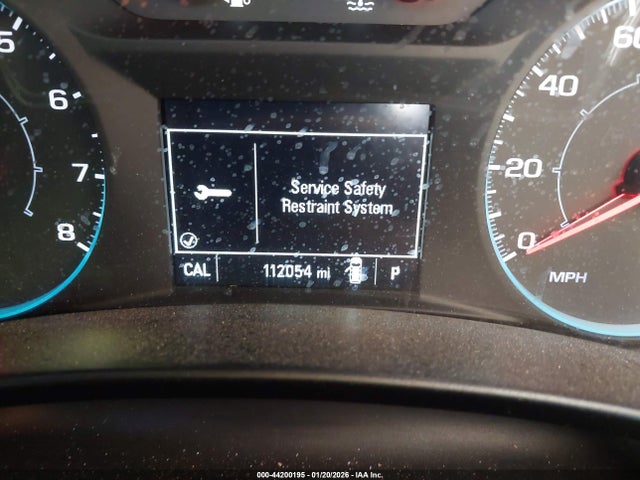 5
6
7
8
Service Safety
Restraint System
CAL 112054 mi P
60
40
20
0
MPH
000-44200195 - 01/20/2026 - IAA Inc.